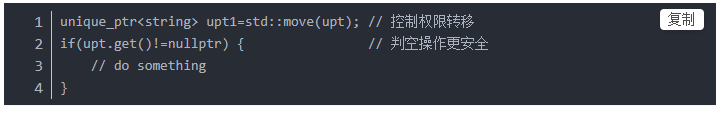 复制
1 unique_ptr<string> upt1=std::move(upt); // 控制权限转移
2 if(upt.get()!=nullptr) { // 判空操作更安全
3 // do something
4 }